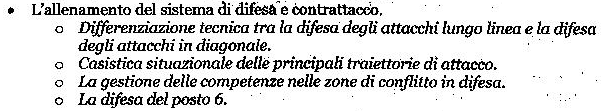 • L'allenamento del sistema di difesa e contrattacco.
o Differenziazione tecnica tra la difesa degli attacchi lungo linea e la difesa
degli attacchi in diagonale.
o Casistica situazionale delle principali traiettorie di attacco.
o La gestione delle competenze nelle zone di conflitto in difesa.
o La difesa del posto 6.